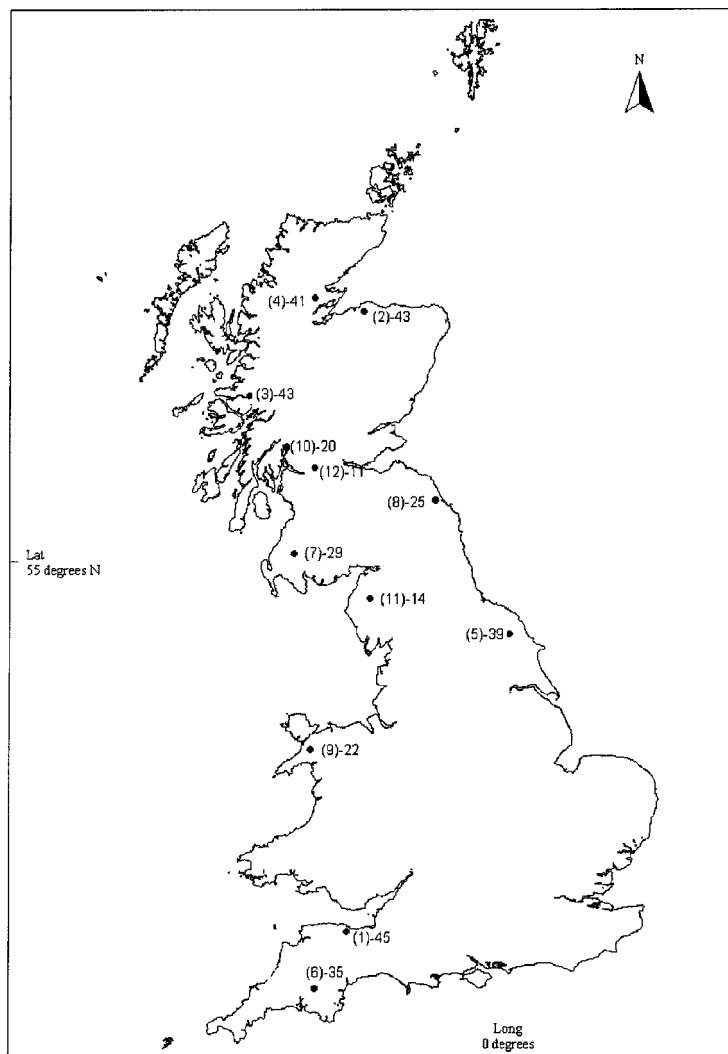 N
(4)-41
(2)-43
(3)-43
(10)-20
(12)-11
(8)-25
Lat
55 degrees N
(7)-29
(11)-14
(5)-39
(9)-22
(1)-45
(6)-35
Long
0 degrees